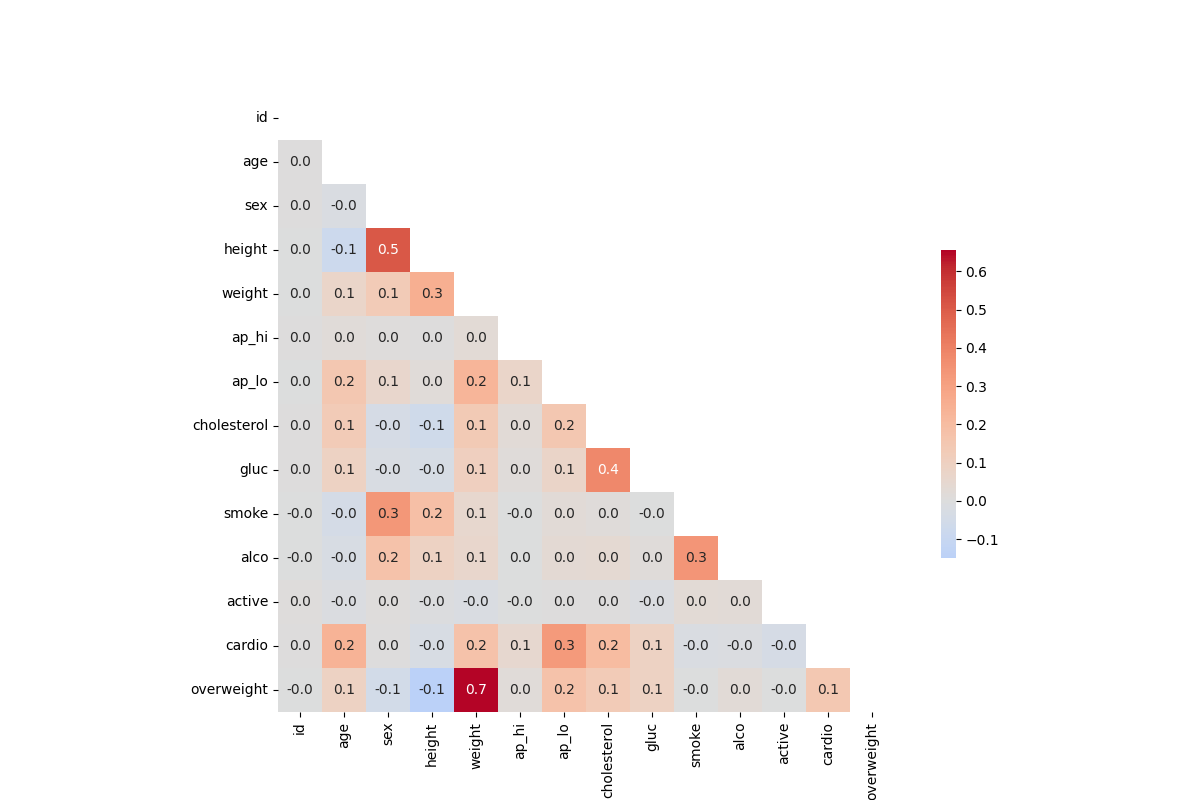 id
age 0.0
sex 0.0 -0.0
height 0.0 -0.1 0.5
weight 0.0 0.1 0.1 0.3
ap_hi 0.0 0.0 0.0 0.0 0.0
ap_lo 0.0 0.2 0.1 0.0 0.2 0.1
cholesterol 0.0 0.1 -0.0 -0.1 0.1 0.0 0.2
gluc 0.0 0.1 -0.0 -0.0 0.1 0.0 0.1 0.4
smoke -0.0 -0.0 0.3 0.2 0.1 -0.0 0.0 0.0 -0.0
alco -0.0 -0.0 0.2 0.1 0.1 0.0 0.0 0.0 0.0 0.3
active 0.0 -0.0 0.0 -0.0 -0.0 -0.0 0.0 0.0 -0.0 0.0 0.0
cardio 0.0 0.2 0.0 -0.0 0.2 0.1 0.3 0.2 0.1 -0.0 -0.0 -0.0
overweight -0.0 0.1 -0.1 -0.1 0.7 0.0 0.2 0.1 0.1 -0.0 0.0 -0.0 0.1
id age sex height weight ap_hi ap_lo cholesterol gluc smoke alco active cardio overweight
0.6
0.5
0.4
0.3
0.2
0.1
0.0
−0.1